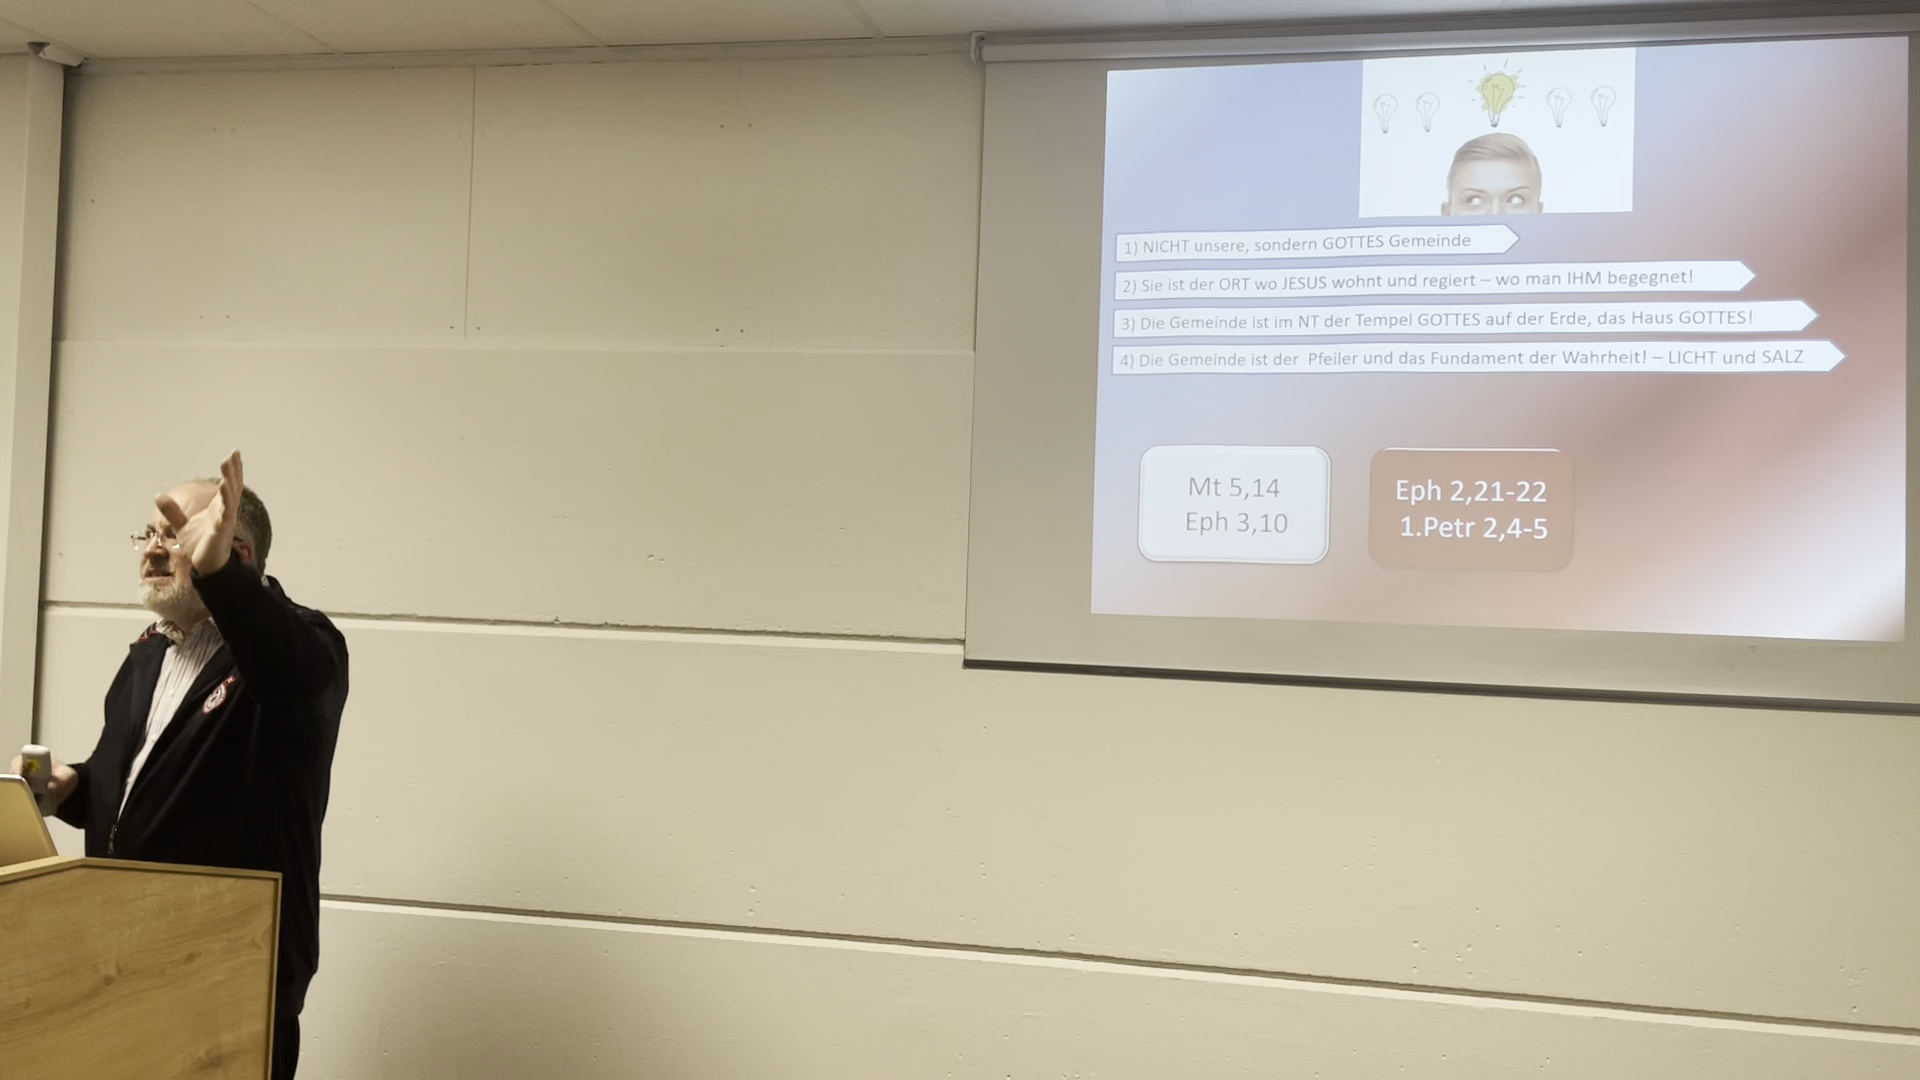 1) NICHT unsere, sondern GOTTES Gemeinde
2) Sie ist der ORT wo JESUS wohnt und regiert – wo man IHM begegnet!
3) Die Gemeinde ist im NT der Tempel GOTTES auf der Erde, das Haus GOTTES!
4) Die Gemeinde ist der Pfeiler und das Fundament der Wahrheit! – LICHT und SALZ
Mt 5,14
Eph 3,10
Eph 2,21-22
1.Petr 2,4-5